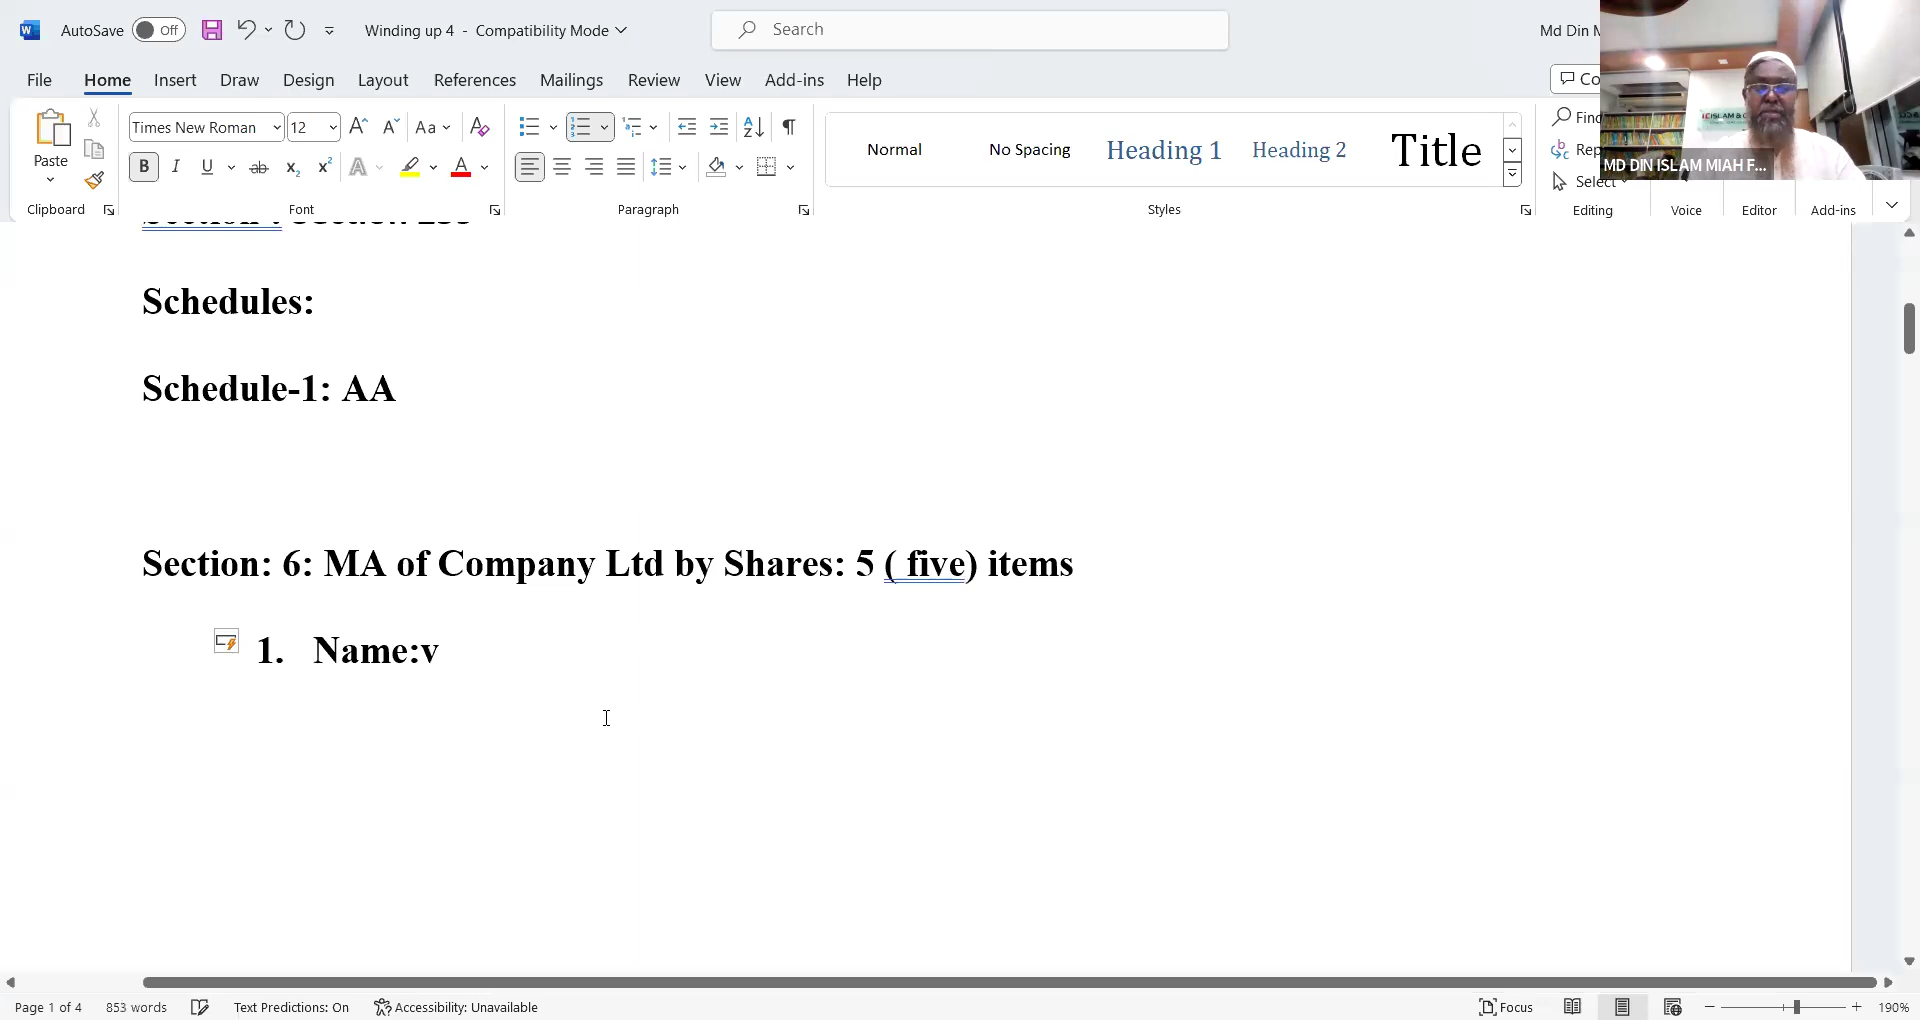 AutoSave Off Winding up 4 - Compatibility Mode Search Md Din M
File Home Insert Draw Design Layout References Mailings Review View Add-ins Help Co
Paste Times New Roman 12 Aa Normal No Spacing Heading 1 Heading 2 Title Find
Rep
Select
MD DIN ISLAM MIAH F...
Clipboard Font Paragraph Styles Editing Voice Editor Add-ins
Schedules:
Schedule-1: AA
Section: 6: MA of Company Ltd by Shares: 5 ( five) items
1. Name:v
Page 1 of 4 853 words Text Predictions: On Accessibility: Unavailable Focus 190%